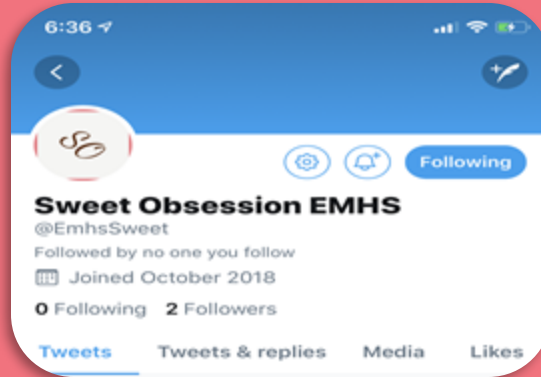 6:36
SO
Following
Sweet Obsession EMHS
@EmhsSweet
Followed by no one you follow
Joined October 2018
0 Following 2 Followers
Tweets Tweets & replies Media Likes